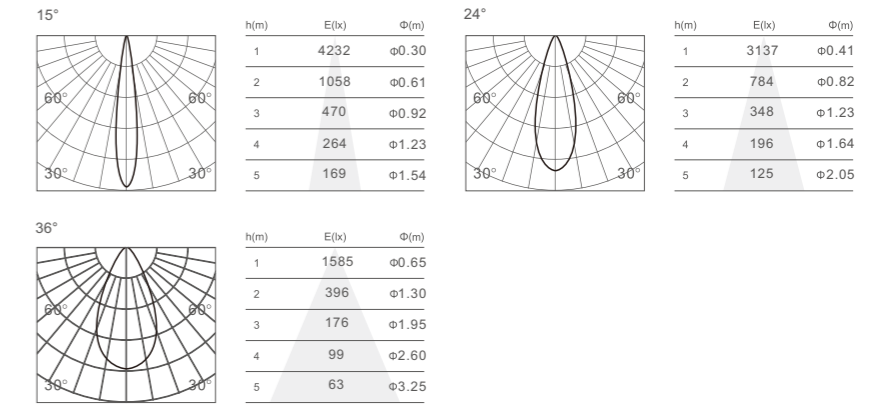 15°
h(m) E(lx) Φ(m)
1 4232 Φ0.30
2 1058 Φ0.61
3 470 Φ0.92
4 264 Φ1.23
5 169 Φ1.54
60° 60°
30° 30°
24°
h(m) E(lx) Φ(m)
1 3137 Φ0.41
2 784 Φ0.82
3 348 Φ1.23
4 196 Φ1.64
5 125 Φ2.05
60° 60°
30° 30°
36°
h(m) E(lx) Φ(m)
1 1585 Φ0.65
2 396 Φ1.30
3 176 Φ1.95
4 99 Φ2.60
5 63 Φ3.25
60° 60°
30° 30°